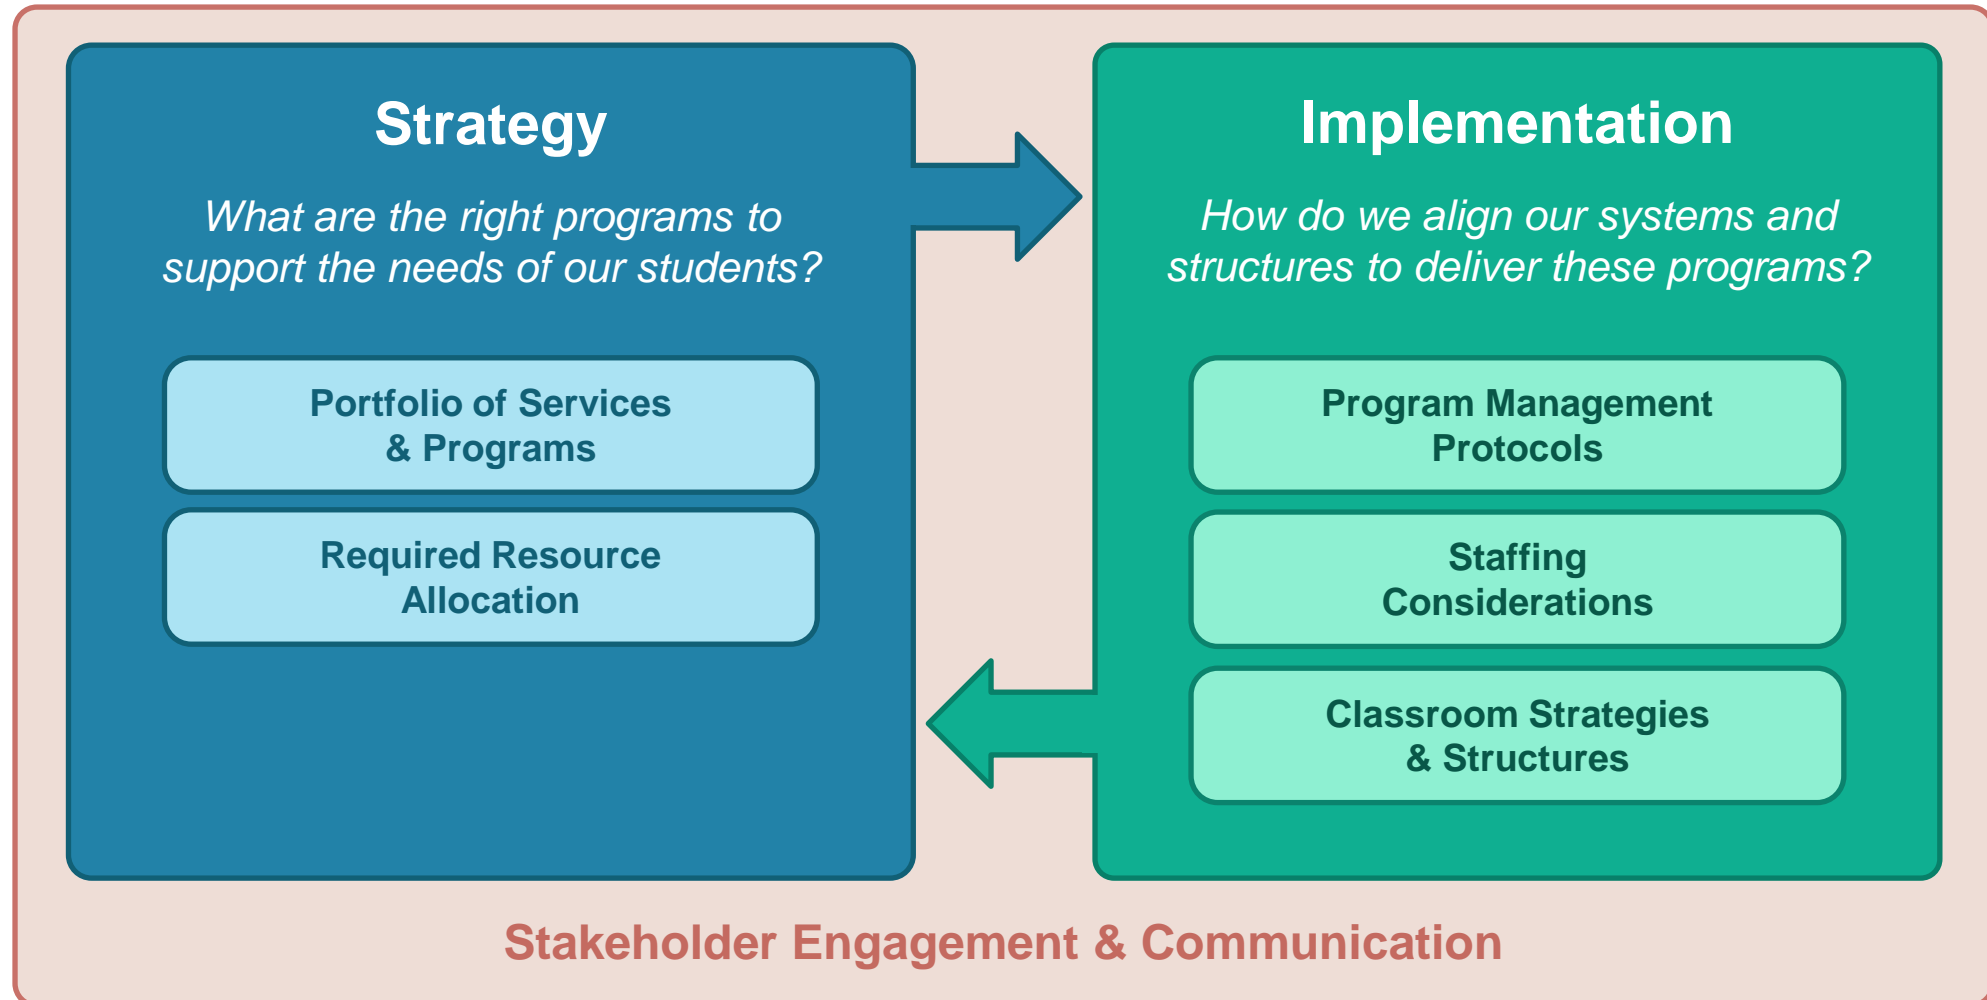 Strategy
What are the right programs to
support the needs of our students?
Portfolio of Services
& Programs
Required Resource
Allocation
Implementation
How do we align our systems and
structures to deliver these programs?
Program Management
Protocols
Staffing
Considerations
Classroom Strategies
& Structures
Stakeholder Engagement & Communication